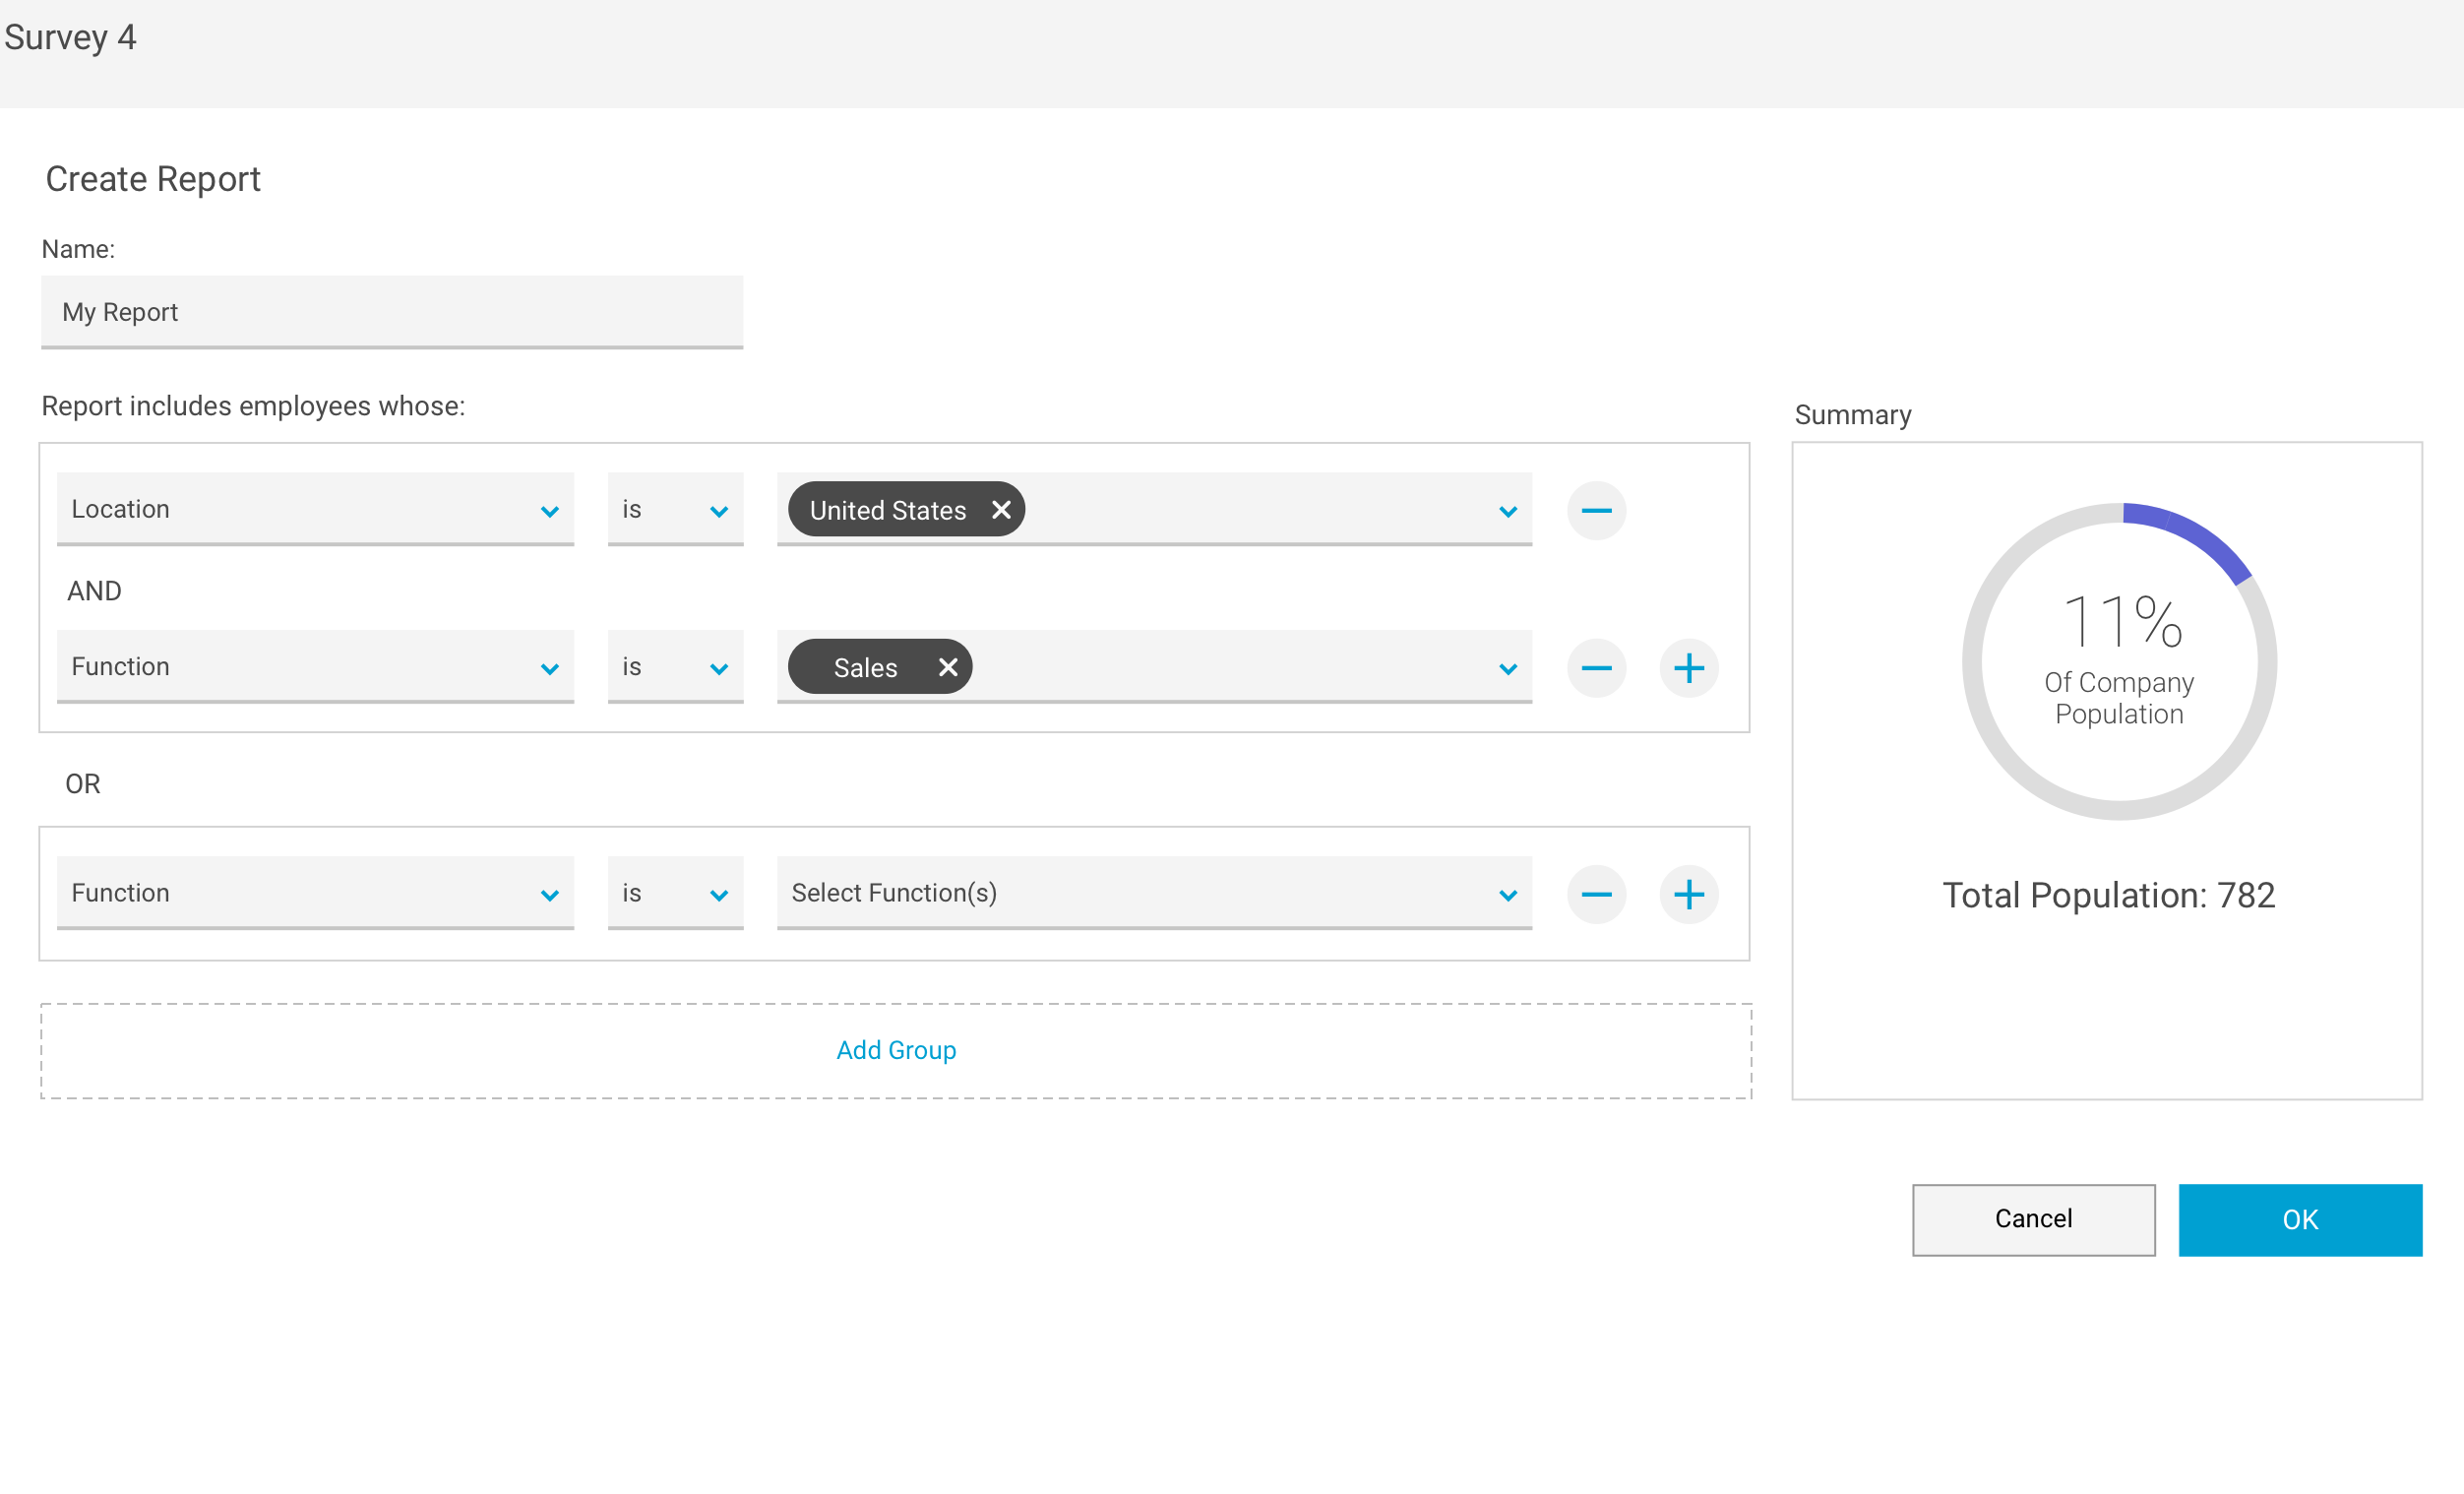 Survey 4
Create Report
Name:
My Report
Report includes employees whose:
Location is United States
AND
Function is Sales
OR
Function is Select Function(s)
Add Group
Summary
11%
Of Company
Population
Total Population: 782
Cancel OK